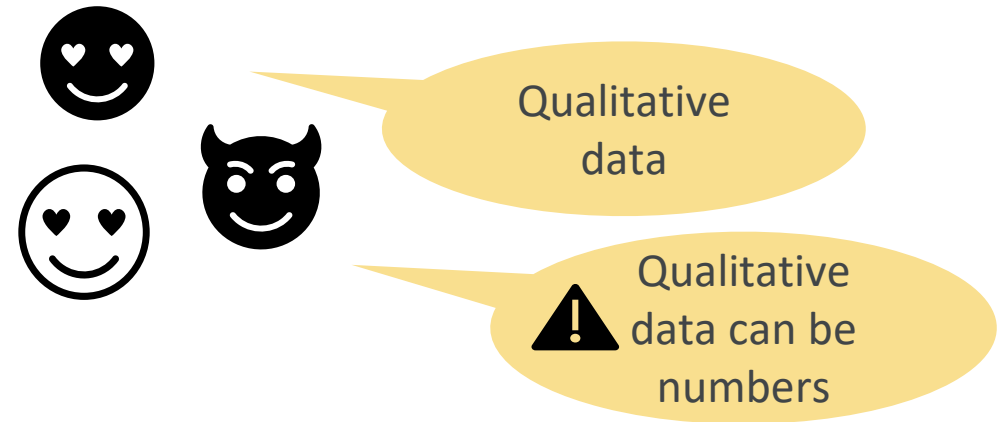 Qualitative
data
Qualitative
data can be
numbers